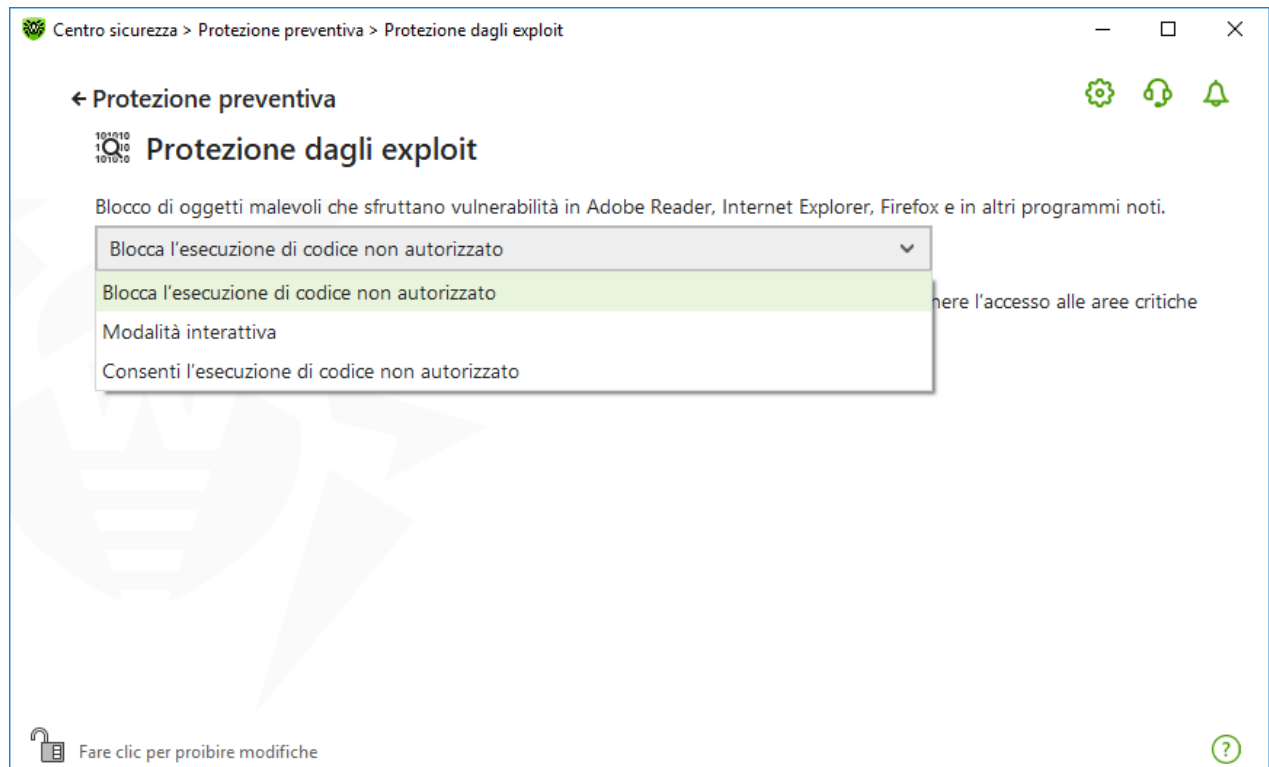 Centro sicurezza > Protezione preventiva > Protezione dagli exploit
Protezione preventiva
Protezione dagli exploit
Blocco di oggetti malevoli che sfruttano vulnerabilità in Adobe Reader, Internet Explorer, Firefox e in altri programmi noti.
Blocca l'esecuzione di codice non autorizzato
Blocca l'esecuzione di codice non autorizzato
l'accesso alle aree critiche
Modalità interattiva
Consenti l'esecuzione di codice non autorizzato
Fare clic per proibire modifiche